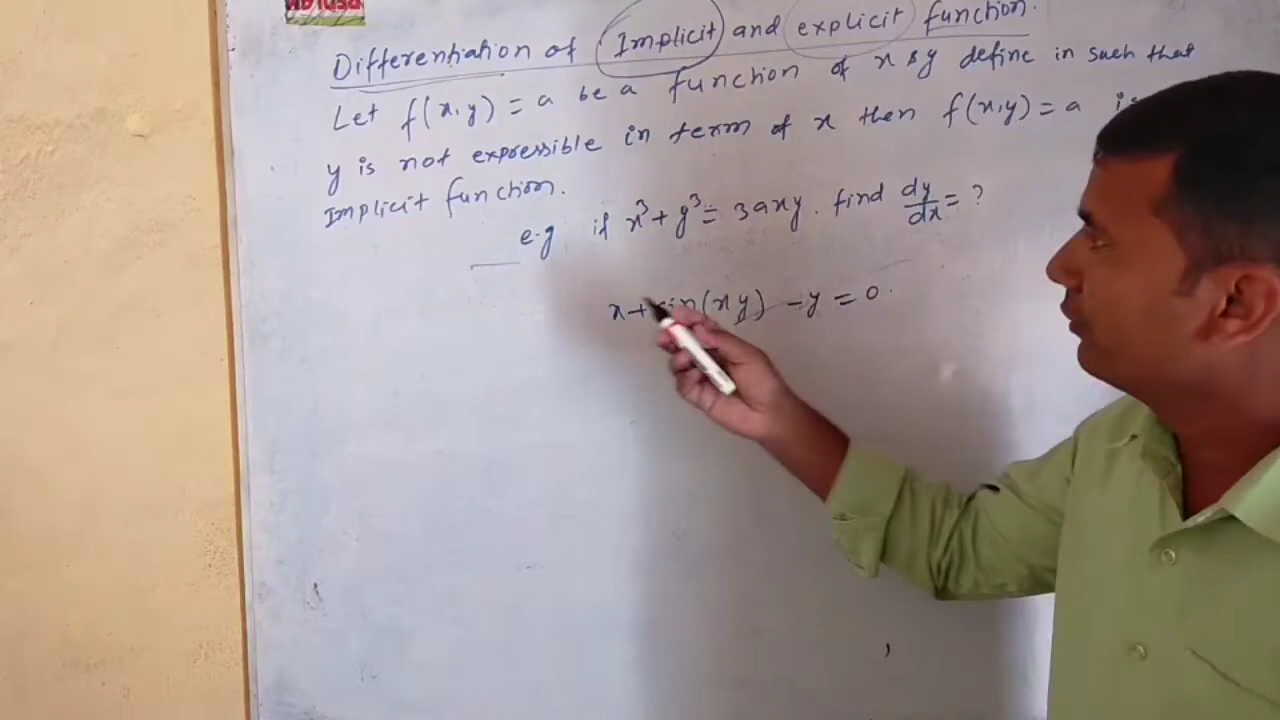 Differentiation of Implicit and explicit function.
Let f(x,y) = a be a function of x & y define in such that
y is not expressible in term of x then f(x,y) = a is
Implicit function.
e.g if x³ + y³ = 3axy. find dy/dx = ?
x + sin(xy) - y = 0.